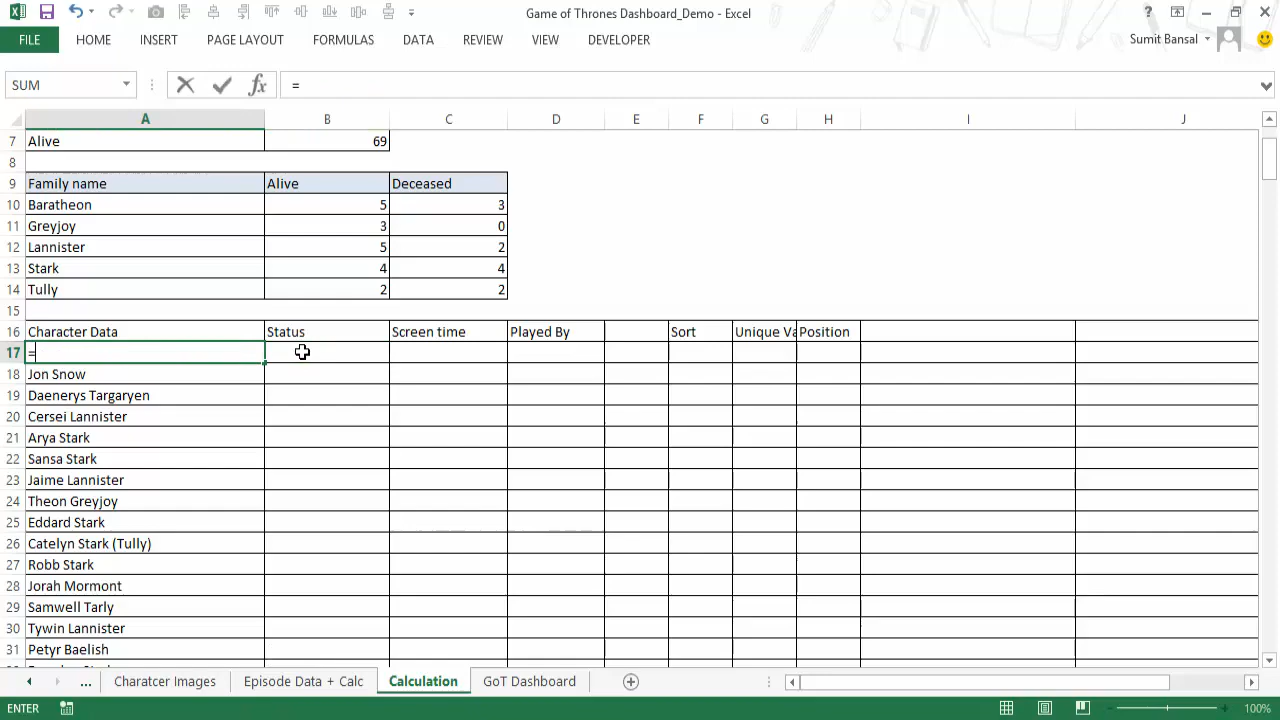 Game of Thrones Dashboard_Demo - Excel
FILE HOME INSERT PAGE LAYOUT FORMULAS DATA REVIEW VIEW DEVELOPER Sumit Bansal
SUM fx =
A B C D E F G H I J
7 Alive 69
8
9 Family name Alive Deceased
10 Baratheon 5 3
11 Greyjoy 3 0
12 Lannister 5 2
13 Stark 4 4
14 Tully 2 2
15
16 Character Data Status Screen time Played By Sort Unique Va Position
17 =
18 Jon Snow
19 Daenerys Targaryen
20 Cersei Lannister
21 Arya Stark
22 Sansa Stark
23 Jaime Lannister
24 Theon Greyjoy
25 Eddard Stark
26 Catelyn Stark (Tully)
27 Robb Stark
28 Jorah Mormont
29 Samwell Tarly
30 Tywin Lannister
31 Petyr Baelish
... Charatcer Images Episode Data + Calc Calculation GoT Dashboard
ENTER 100%